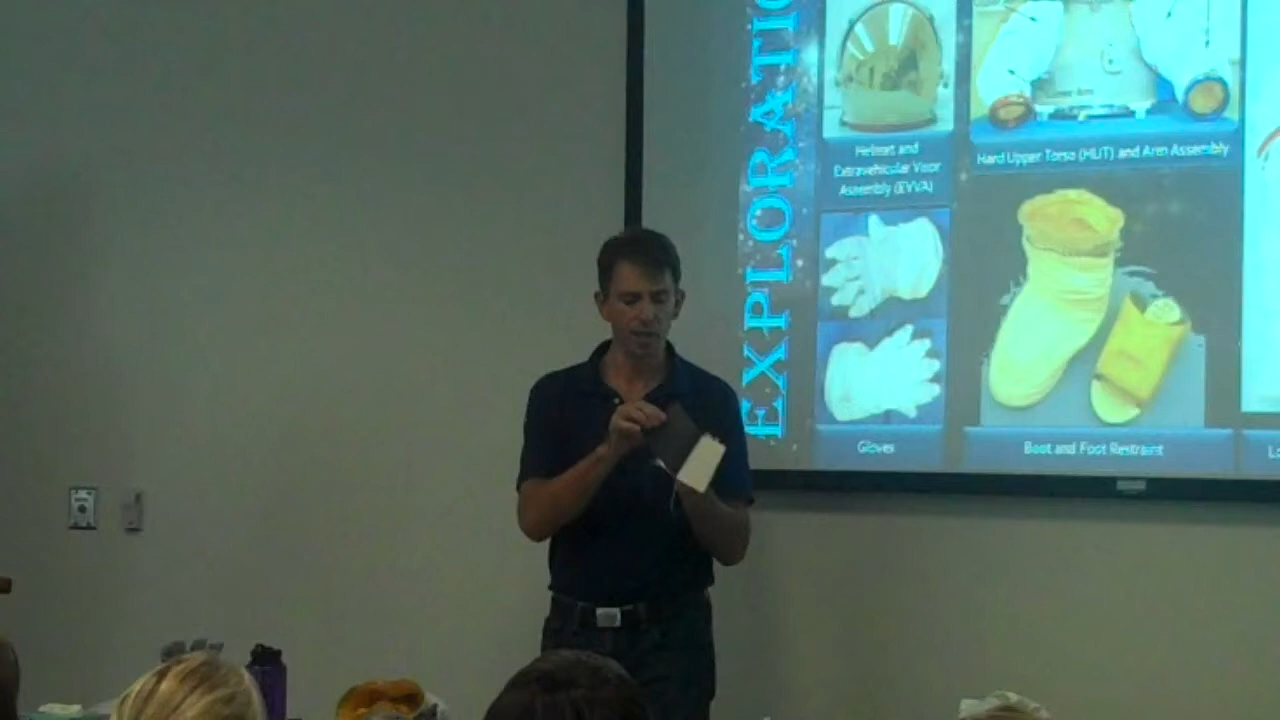 EXPLORATIO
Helmet and
Extravehicular Visor
Assembly (EVVA)
Hard Upper Torso (HUT) and Arm Assembly
Gloves
Boot and Foot Restraint
Lo